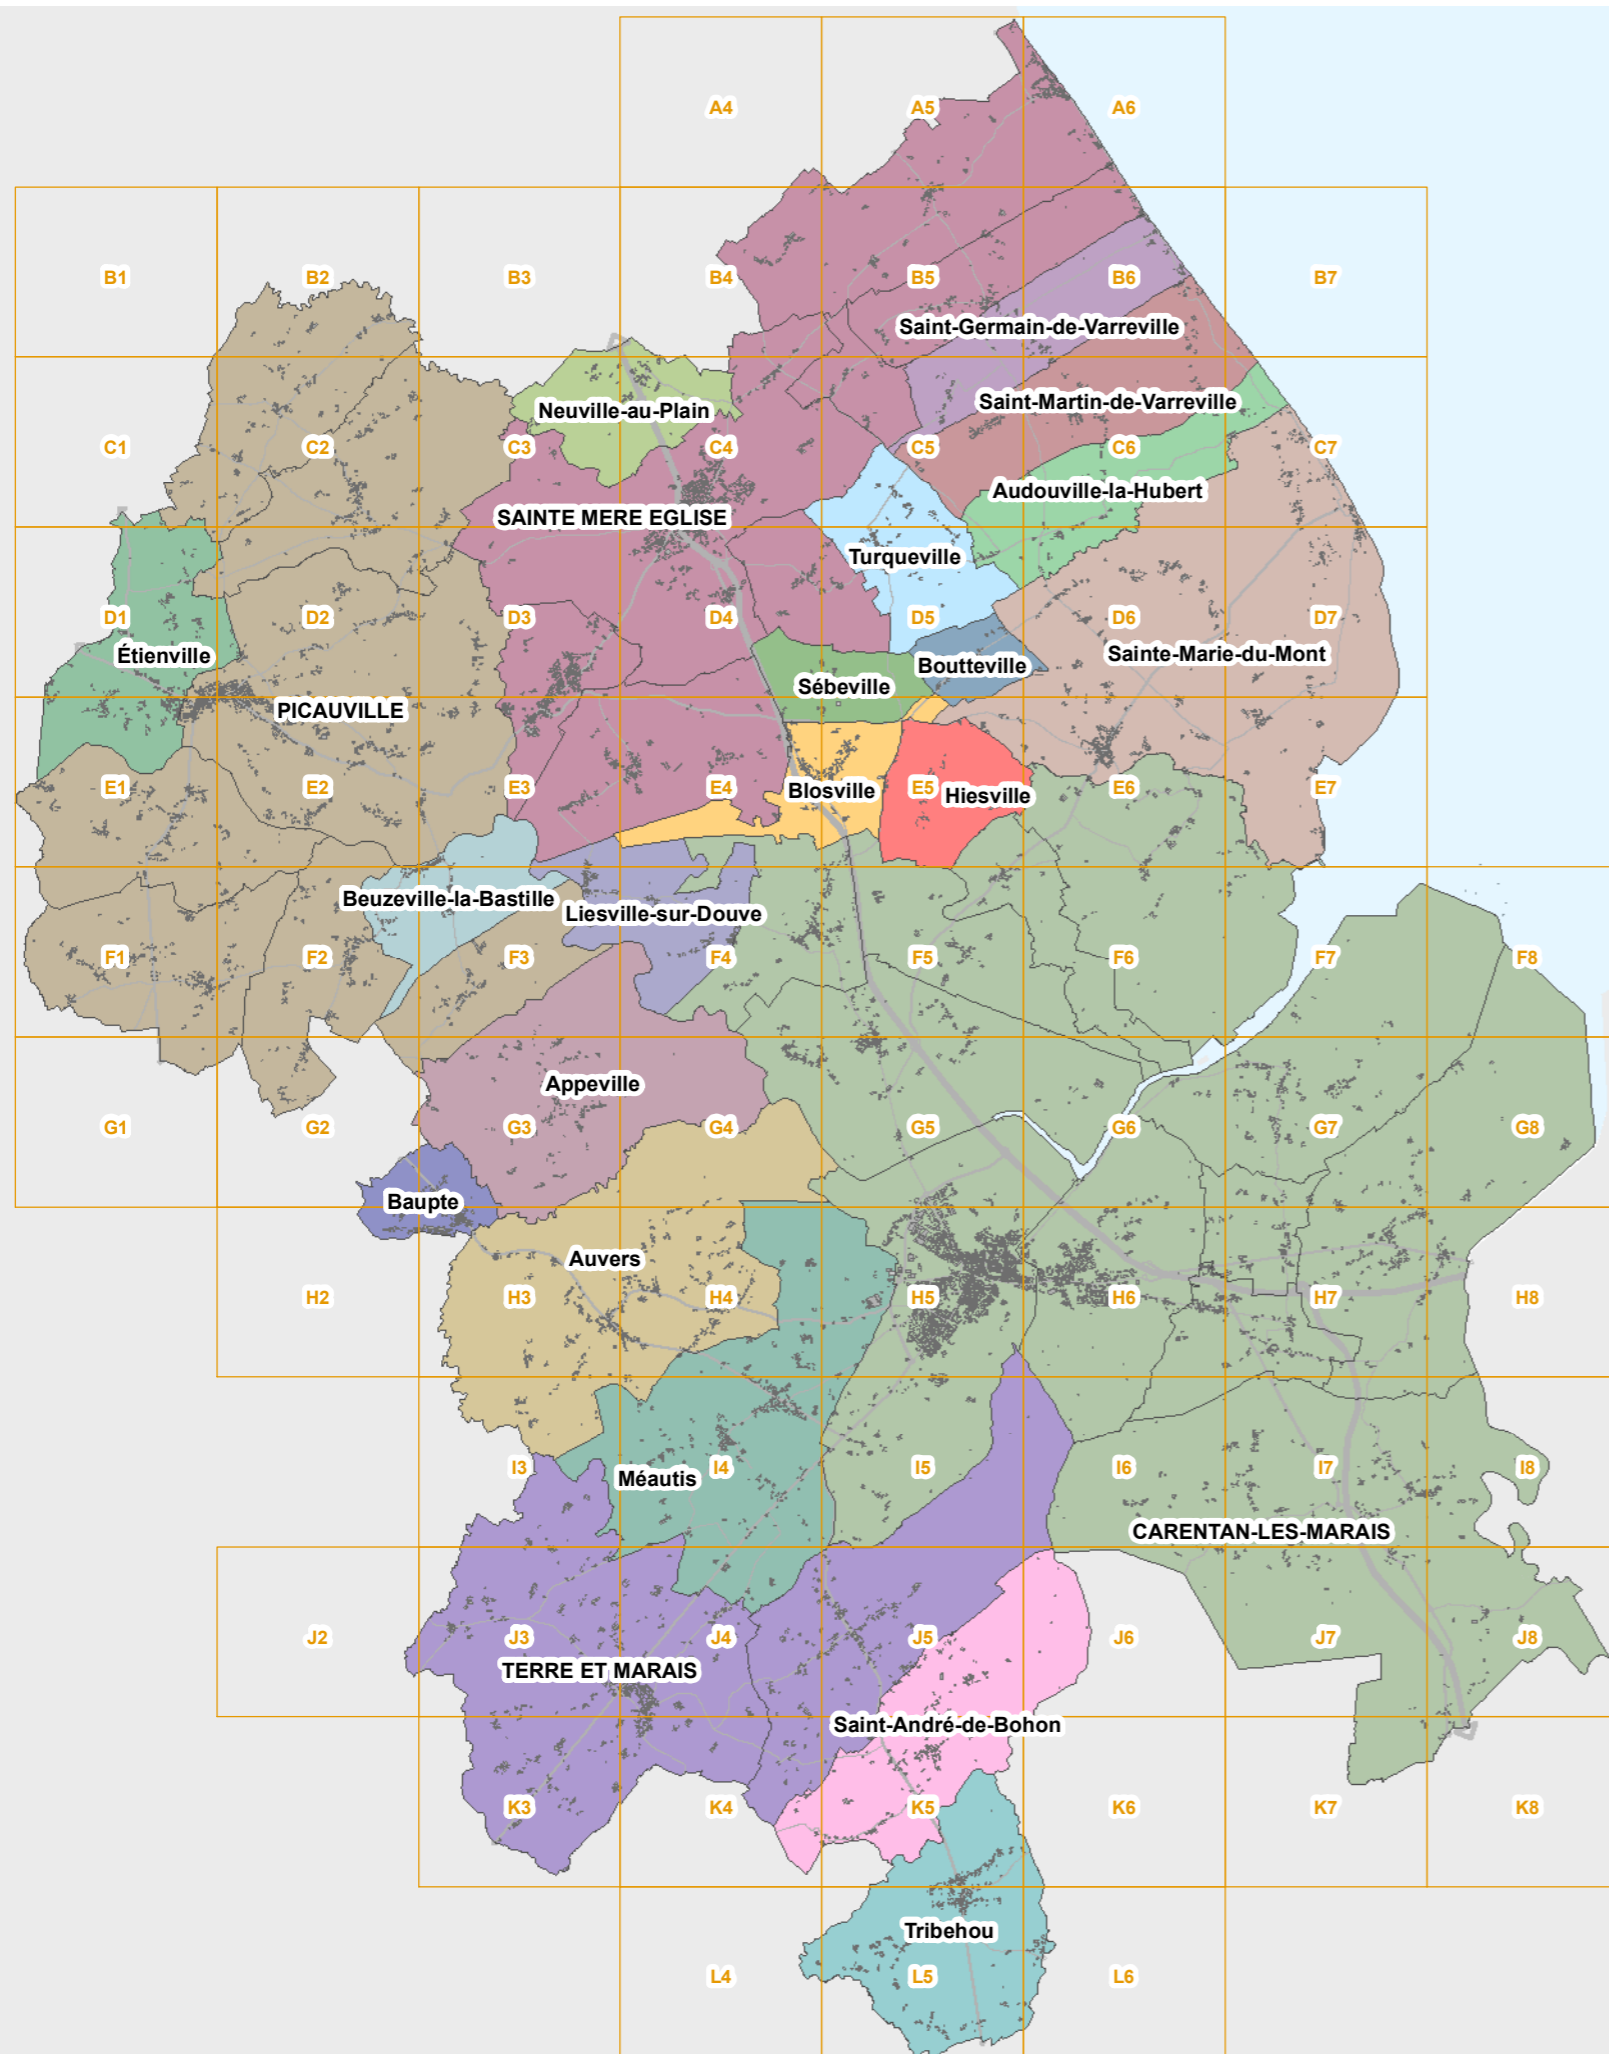 A4
A5
A6
B1
B2
B3
B4
B5
B6
B7
Saint-Germain-de-Varreville
Saint-Martin-de-Varreville
Neuville-au-Plain
C1
C2
C3
C4
C5
C6
C7
Audouville-la-Hubert
SAINTE MERE EGLISE
Turqueville
D1
D2
D3
D4
D5
D6
D7
Étienville
Sainte-Marie-du-Mont
Boutteville
Sébeville
PICAUVILLE
E1
E2
E3
E4
Blosville
E5
Hiesville
E6
E7
Beuzeville-la-Bastille
Liesville-sur-Douve
F1
F2
F3
F4
F5
F6
F7
F8
Appeville
G1
G2
G3
G4
G5
G6
G7
G8
Baupte
Auvers
H2
H3
H4
H5
H6
H7
H8
I3
Méautis
I4
I5
I6
I7
I8
CARENTAN-LES-MARAIS
J2
J3
J4
J5
J6
J7
J8
TERRE ET MARAIS
Saint-André-de-Bohon
K3
K4
K5
K6
K7
K8
Tribehou
L4
L5
L6